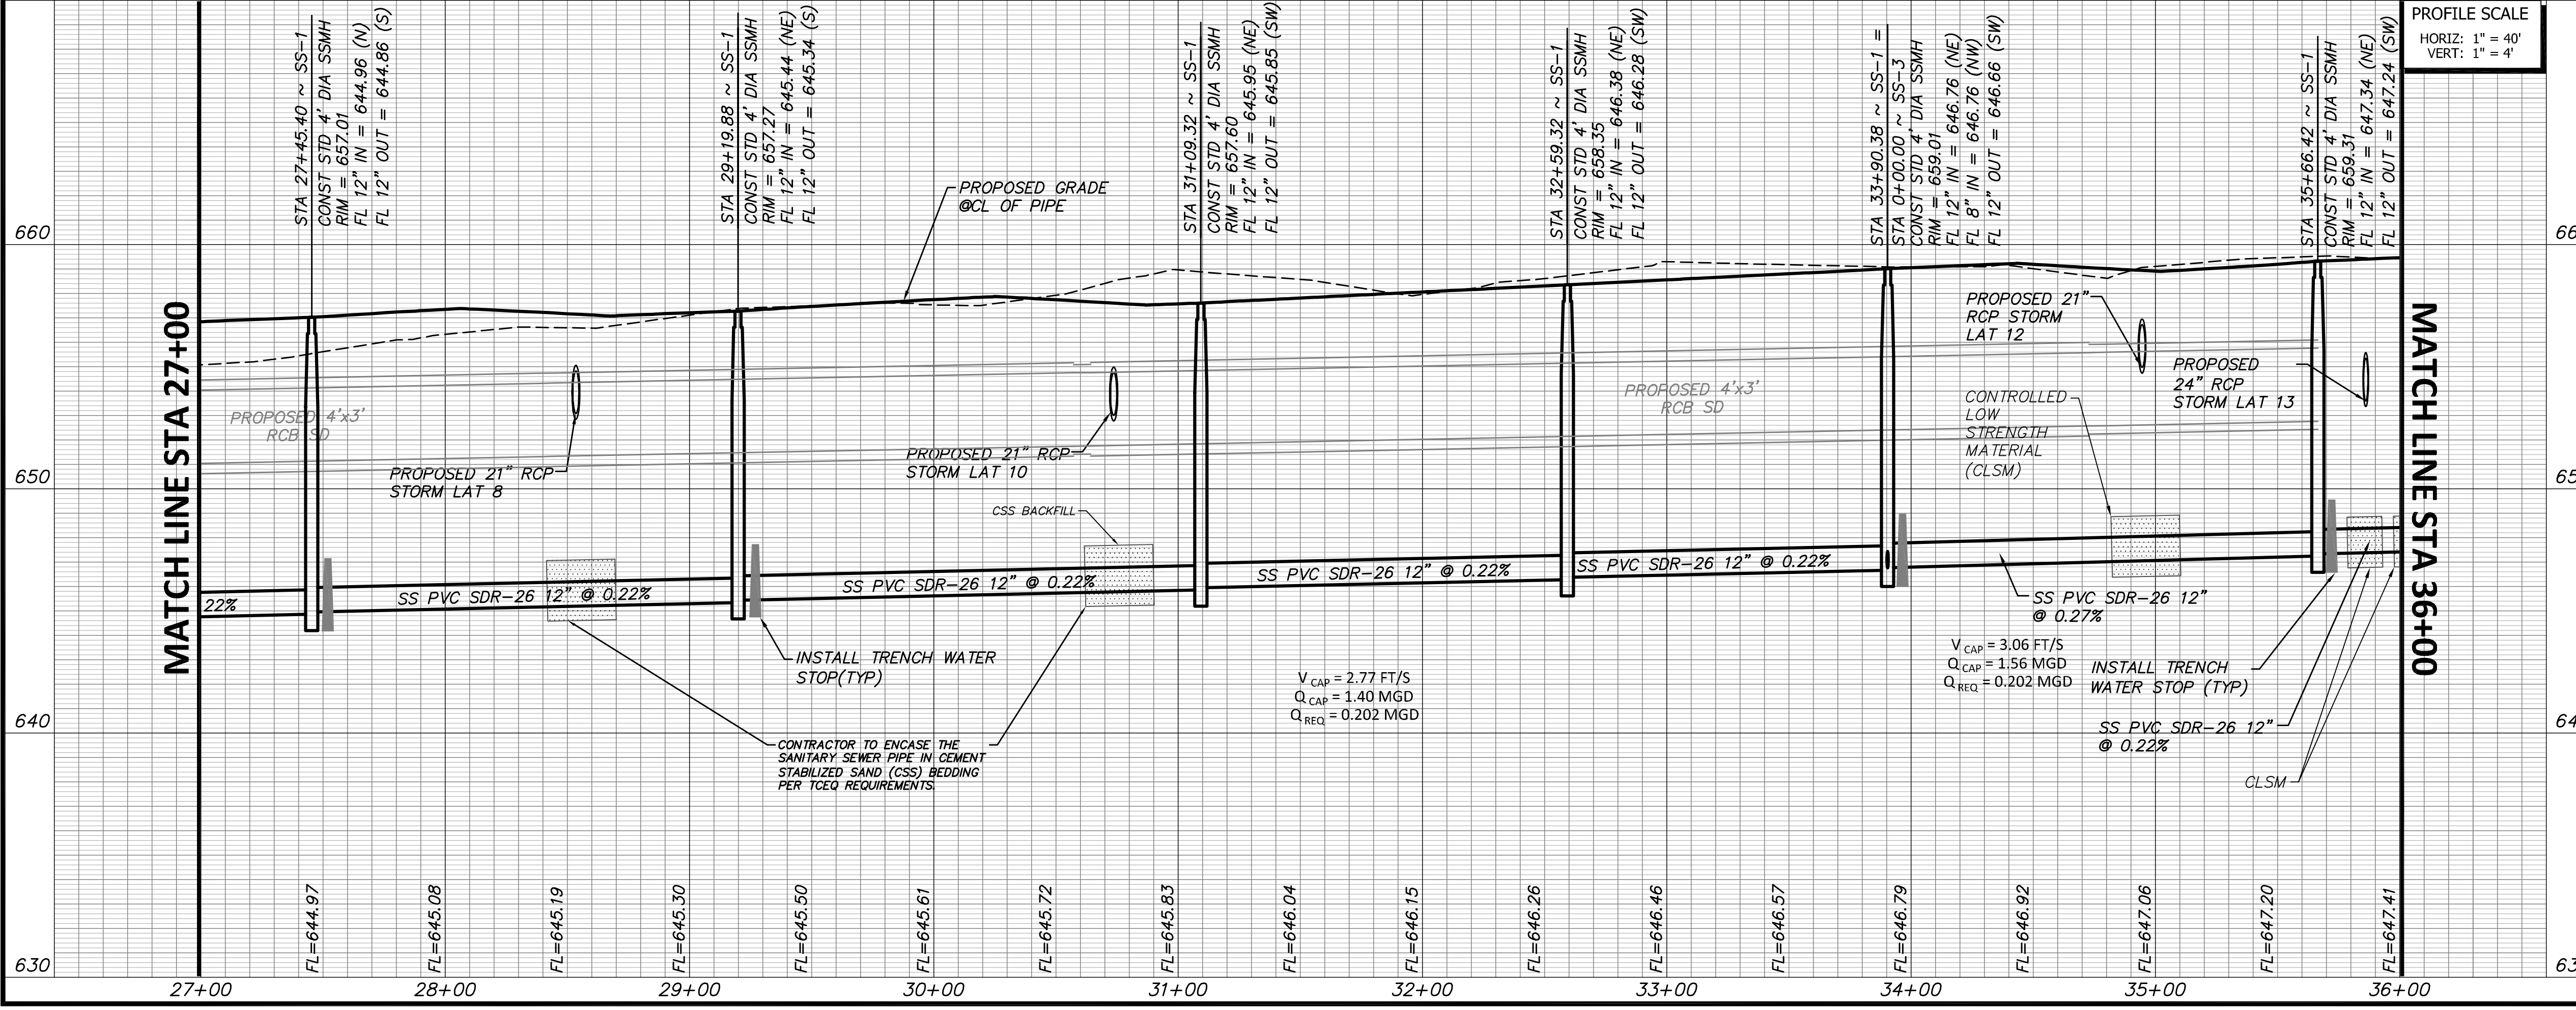 PROFILE SCALE
HORIZ: 1" = 40'
VERT: 1" = 4'
STA 27+45.40 ~ SS-1
CONST STD 4' DIA SSMH
RIM = 657.01
FL 12" IN = 644.96 (N)
FL 12" OUT = 644.86 (S)
STA 29+19.88 ~ SS-1
CONST STD 4' DIA SSMH
RIM = 657.27
FL 12" IN = 645.44 (NE)
FL 12" OUT = 645.34 (S)
STA 31+09.32 ~ SS-1
CONST STD 4' DIA SSMH
RIM = 657.60
FL 12" IN = 645.95 (NE)
FL 12" OUT = 645.85 (SW)
STA 32+59.32 ~ SS-1
CONST STD 4' DIA SSMH
RIM = 658.35
FL 12" IN = 646.38 (NE)
FL 12" OUT = 646.28 (SW)
STA 33+90.38 ~ SS-1 =
STA 0+00.00 ~ SS-3
CONST STD 4' DIA SSMH
RIM = 659.01
FL 12" IN = 646.76 (NE)
FL 8" IN = 646.76 (NW)
FL 12" OUT = 646.66 (SW)
STA 35+66.42 ~ SS-1
CONST STD 4' DIA SSMH
RIM = 659.31
FL 12" IN = 647.34 (NE)
FL 12" OUT = 647.24 (SW)
PROPOSED GRADE
@CL OF PIPE
660
66
MATCH LINE STA 27+00
MATCH LINE STA 36+00
PROPOSED 21"
RCP STORM
LAT 12
PROPOSED
24" RCP
STORM LAT 13
PROPOSED 4'x3'
RCB SD
PROPOSED 4'x3'
RCB SD
CONTROLLED
LOW
STRENGTH
MATERIAL
(CLSM)
PROPOSED 21" RCP
STORM LAT 8
PROPOSED 21" RCP
STORM LAT 10
650
65
CSS BACKFILL
22%
SS PVC SDR-26 12" @ 0.22%
SS PVC SDR-26 12" @ 0.22%
SS PVC SDR-26 12" @ 0.22%
SS PVC SDR-26 12" @ 0.22%
SS PVC SDR-26 12"
@ 0.27%
INSTALL TRENCH WATER
STOP(TYP)
V CAP = 2.77 FT/S
Q CAP = 1.40 MGD
Q REQ = 0.202 MGD
V CAP = 3.06 FT/S
Q CAP = 1.56 MGD
Q REQ = 0.202 MGD
INSTALL TRENCH
WATER STOP (TYP)
SS PVC SDR-26 12"
@ 0.22%
640
64
CONTRACTOR TO ENCASE THE
SANITARY SEWER PIPE IN CEMENT
STABILIZED SAND (CSS) BEDDING
PER TCEQ REQUIREMENTS.
CLSM
FL=644.97
FL=645.08
FL=645.19
FL=645.30
FL=645.50
FL=645.61
FL=645.72
FL=645.83
FL=646.04
FL=646.15
FL=646.26
FL=646.46
FL=646.57
FL=646.79
FL=646.92
FL=647.06
FL=647.20
FL=647.41
630
63
27+00
28+00
29+00
30+00
31+00
32+00
33+00
34+00
35+00
36+00